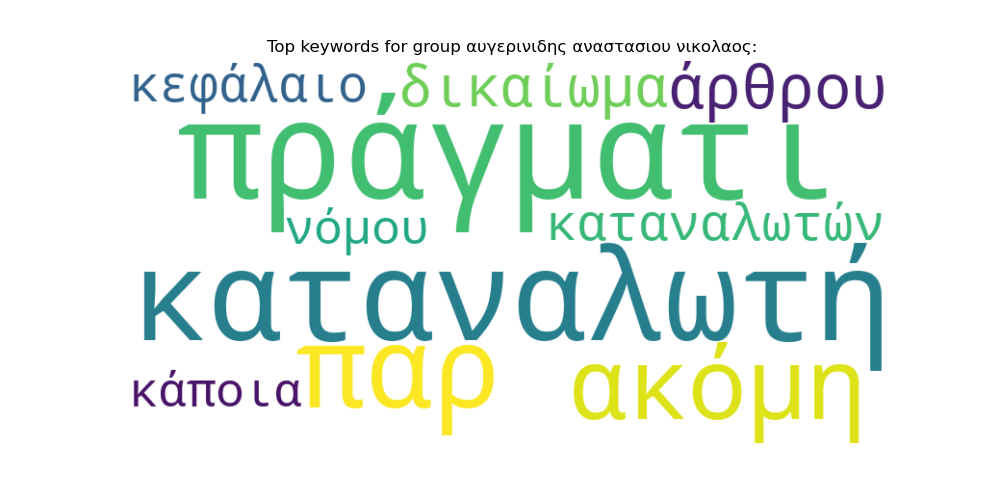 Top keywords for group αυγερινιδης αναστασιου νικολαος:
κεφάλαιο δικαίωμα άρθρου
πράγματι
νόμου καταναλωτών
καταναλωτή
κάποια παρ ακόμη